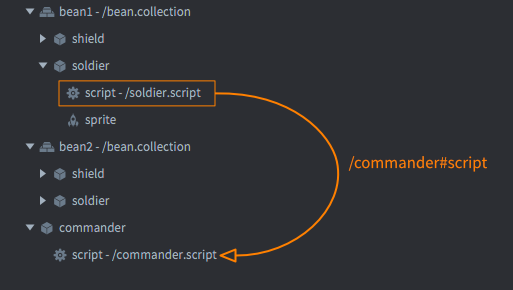 bean1 - /bean.collection
shield
soldier
script - /soldier.script
sprite
bean2 - /bean.collection
/commander#script
shield
soldier
commander
script - /commander.script